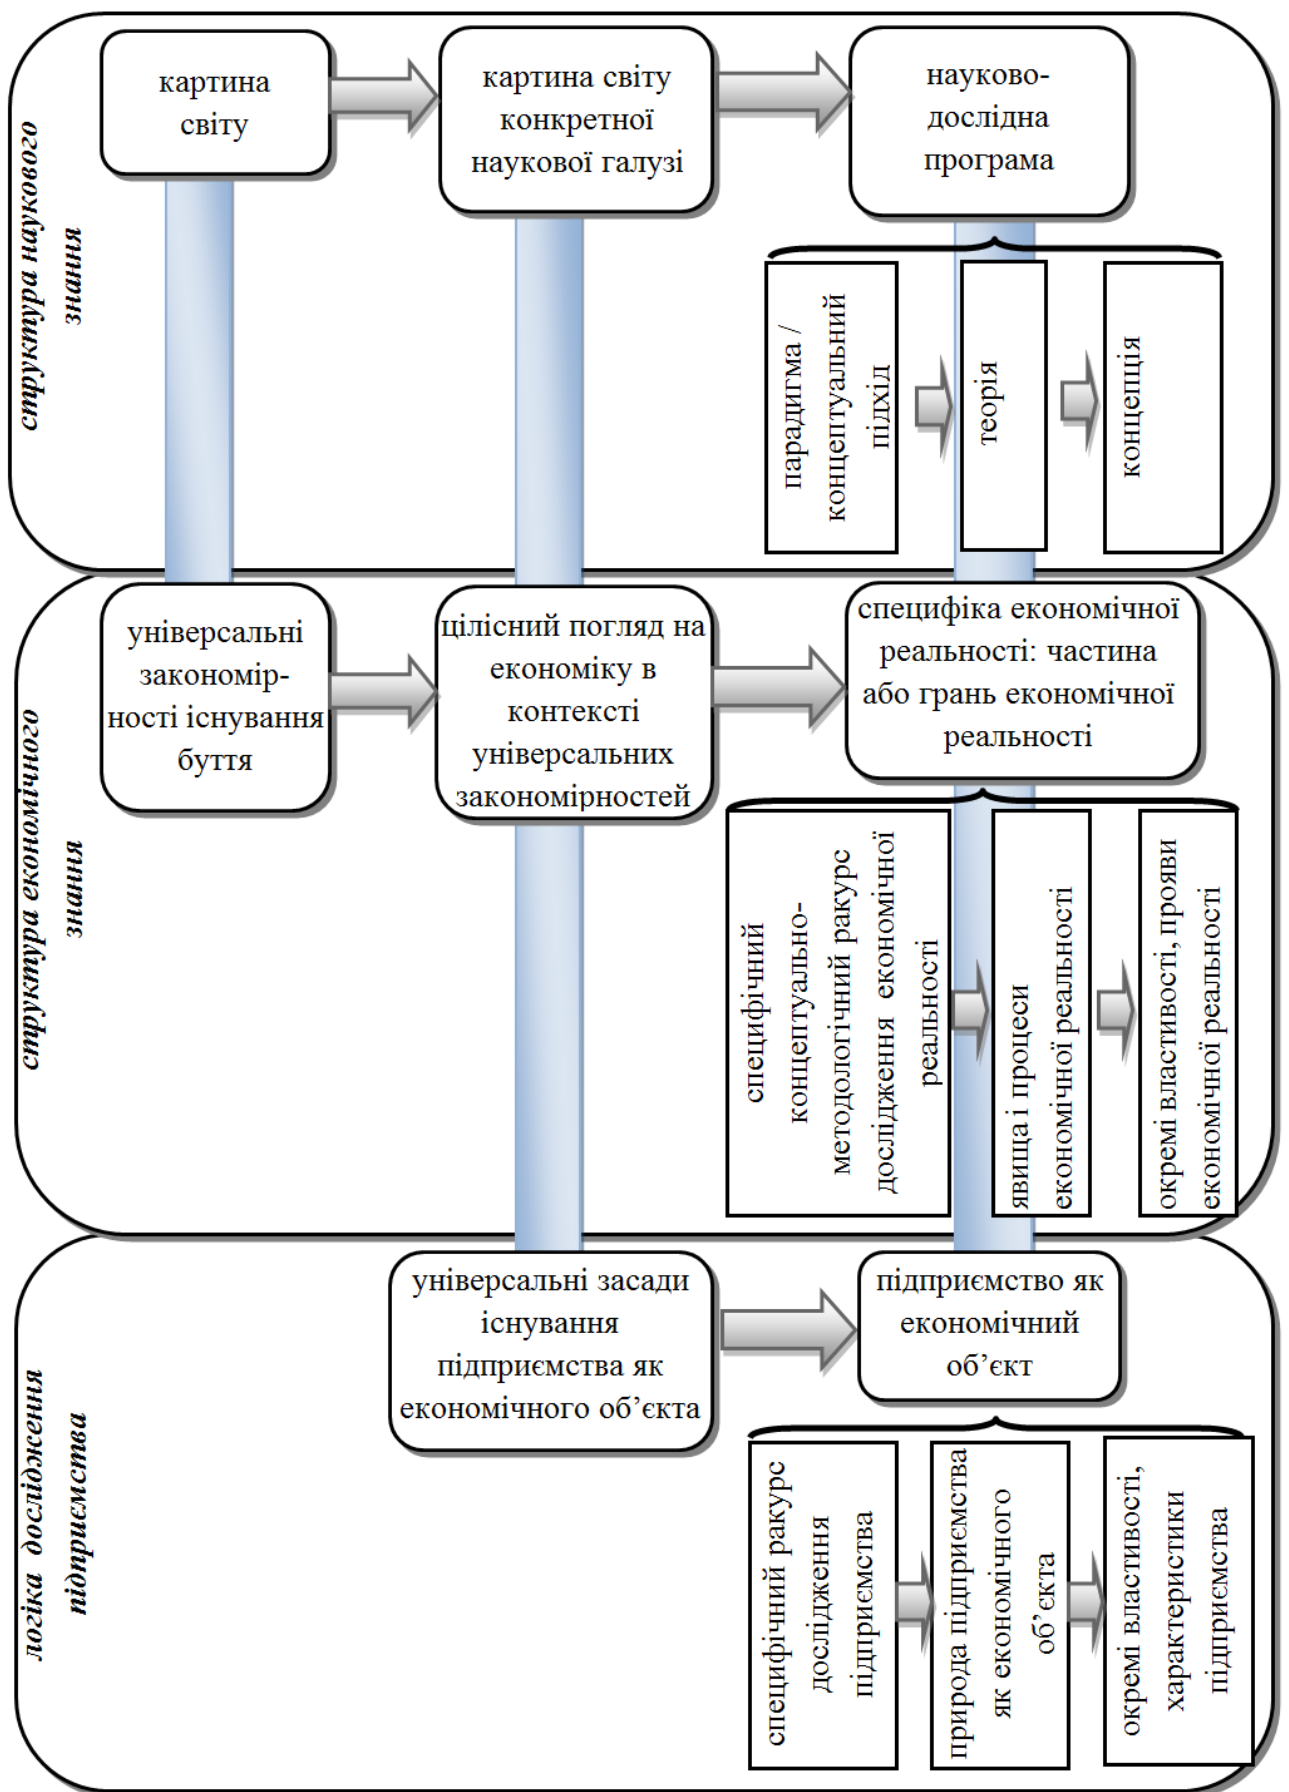 структура наукового
знання
картина
світу
картина світу
конкретної
наукової галузі
науково-
дослідна
програма
парадигма /
концептуальний
підхід
теорія
концепція
структура економічного
знання
універсальні
закономір-
ності існування
буття
цілісний погляд на
економіку в
контексті
універсальних
закономірностей
специфіка економічної
реальності: частина
або грань економічної
реальності
специфічний
концептуально-
методологічний ракурс
дослідження економічної
реальності
явища і процеси
економічної реальності
окремі властивості, прояви
економічної реальності
логіка дослідження
підприємства
універсальні засади
існування
підприємства як
економічного об’єкта
підприємство як
економічний
об’єкт
специфічний ракурс
дослідження
підприємства
природа підприємства
як економічного
об’єкта
окремі властивості,
характеристики
підприємства